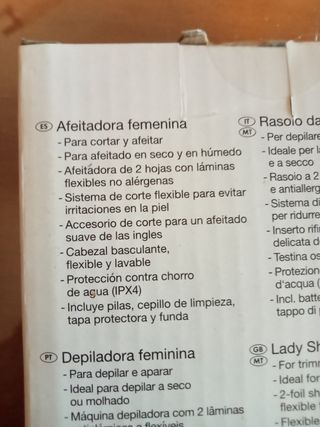 ES Afeitadora femenina
- Para cortar y afeitar
- Para afeitado en seco y en húmedo
- Afeitadora de 2 hojas con láminas
flexibles no alérgenas
- Sistema de corte flexible para evitar
irritaciones en la piel
- Accesorio de corte para un afeitado
suave de las ingles
- Cabezal basculante,
flexible y lavable
- Protección contra chorro
de agua (IPX4)
- Incluye pilas, cepillo de limpieza,
tapa protectora y funda
PT Depiladora feminina
- Para depilar e aparar
- Ideal para depilar a seco
ou molhado
- Máquina depiladora com 2 lâminas
IT MT Rasoio da
- Per depilare
- Ideale per la
e a secco
- Rasoio a 2
e antiallerg
- Sistema di
per ridurre
- Inserto rifi
delicata d
- Testina os
- Protezion
d'acqua (
- Incl. batte
tappo di p
GB MT Lady Sh
- For trimm
- Ideal for
- 2-foil sh
flexible f
- Flexible